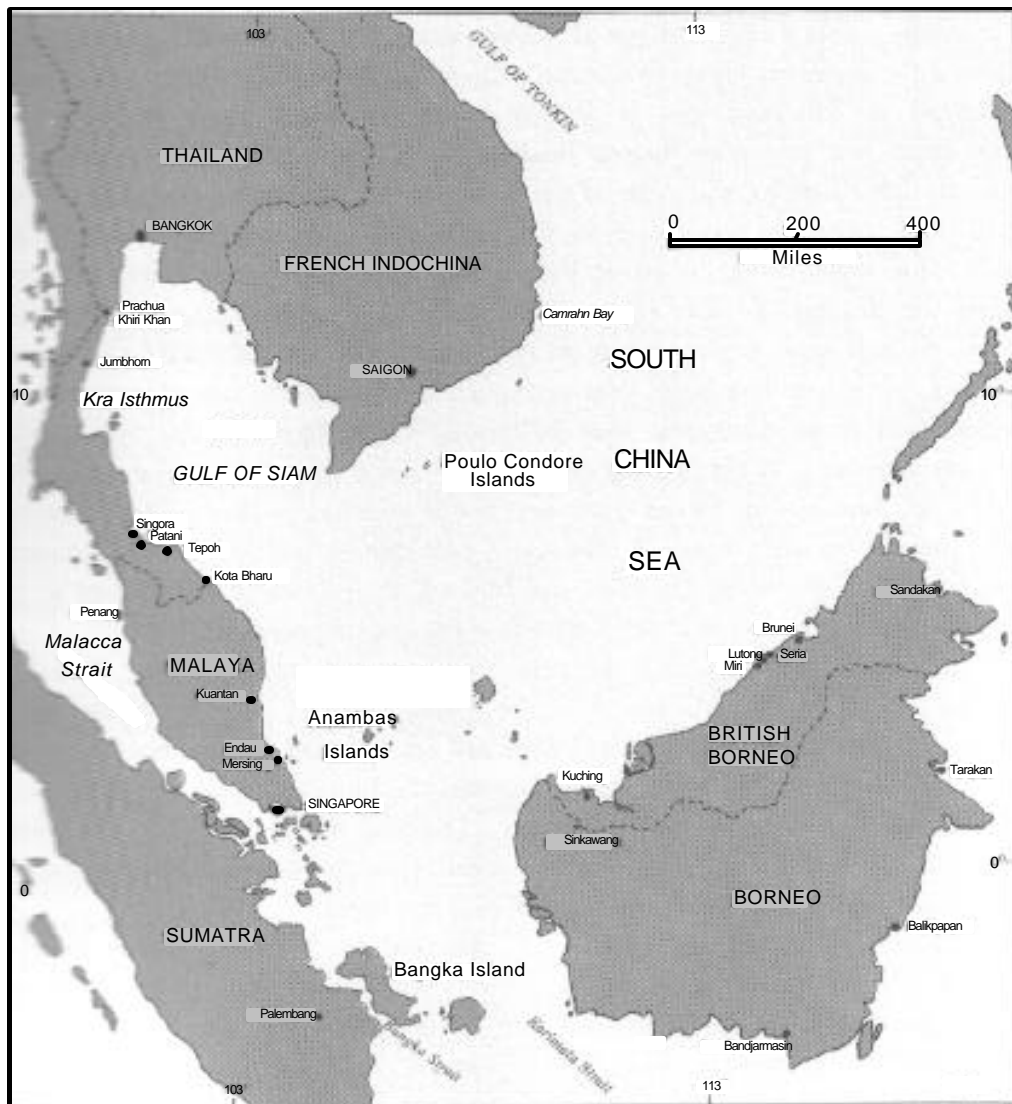 103
113
GULF OF TONKIN
THAILAND
0 200 400
Miles
BANGKOK
FRENCH INDOCHINA
Prachua
Khiri Khan
Camrahn Bay
Jumbhorn
SAIGON
SOUTH
10
Kra Isthmus
10
GULF OF SIAM
Poulo Condore
Islands
CHINA
Singora
Patani
Tepoh
SEA
Kota Bharu
Penang
Sandakan
Malacca
Strait
Brunei
MALAYA
Lutong
Seria
Miri
Kuantan
Anambas
Islands
BRITISH
BORNEO
Endau
Mersing
Kuching
Tarakan
SINGAPORE
Sinkawang
0
0
BORNEO
SUMATRA
Balikpapan
Bangka Island
Palembang
Bangka Strait
Karimata Strait
Bandjarmasin
103
113